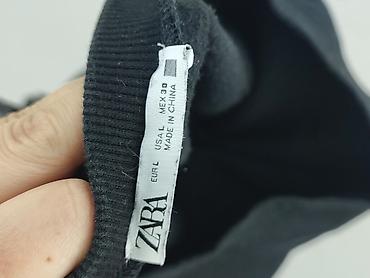 ZARA
EUR L USA L MEX 30
MADE IN CHINA